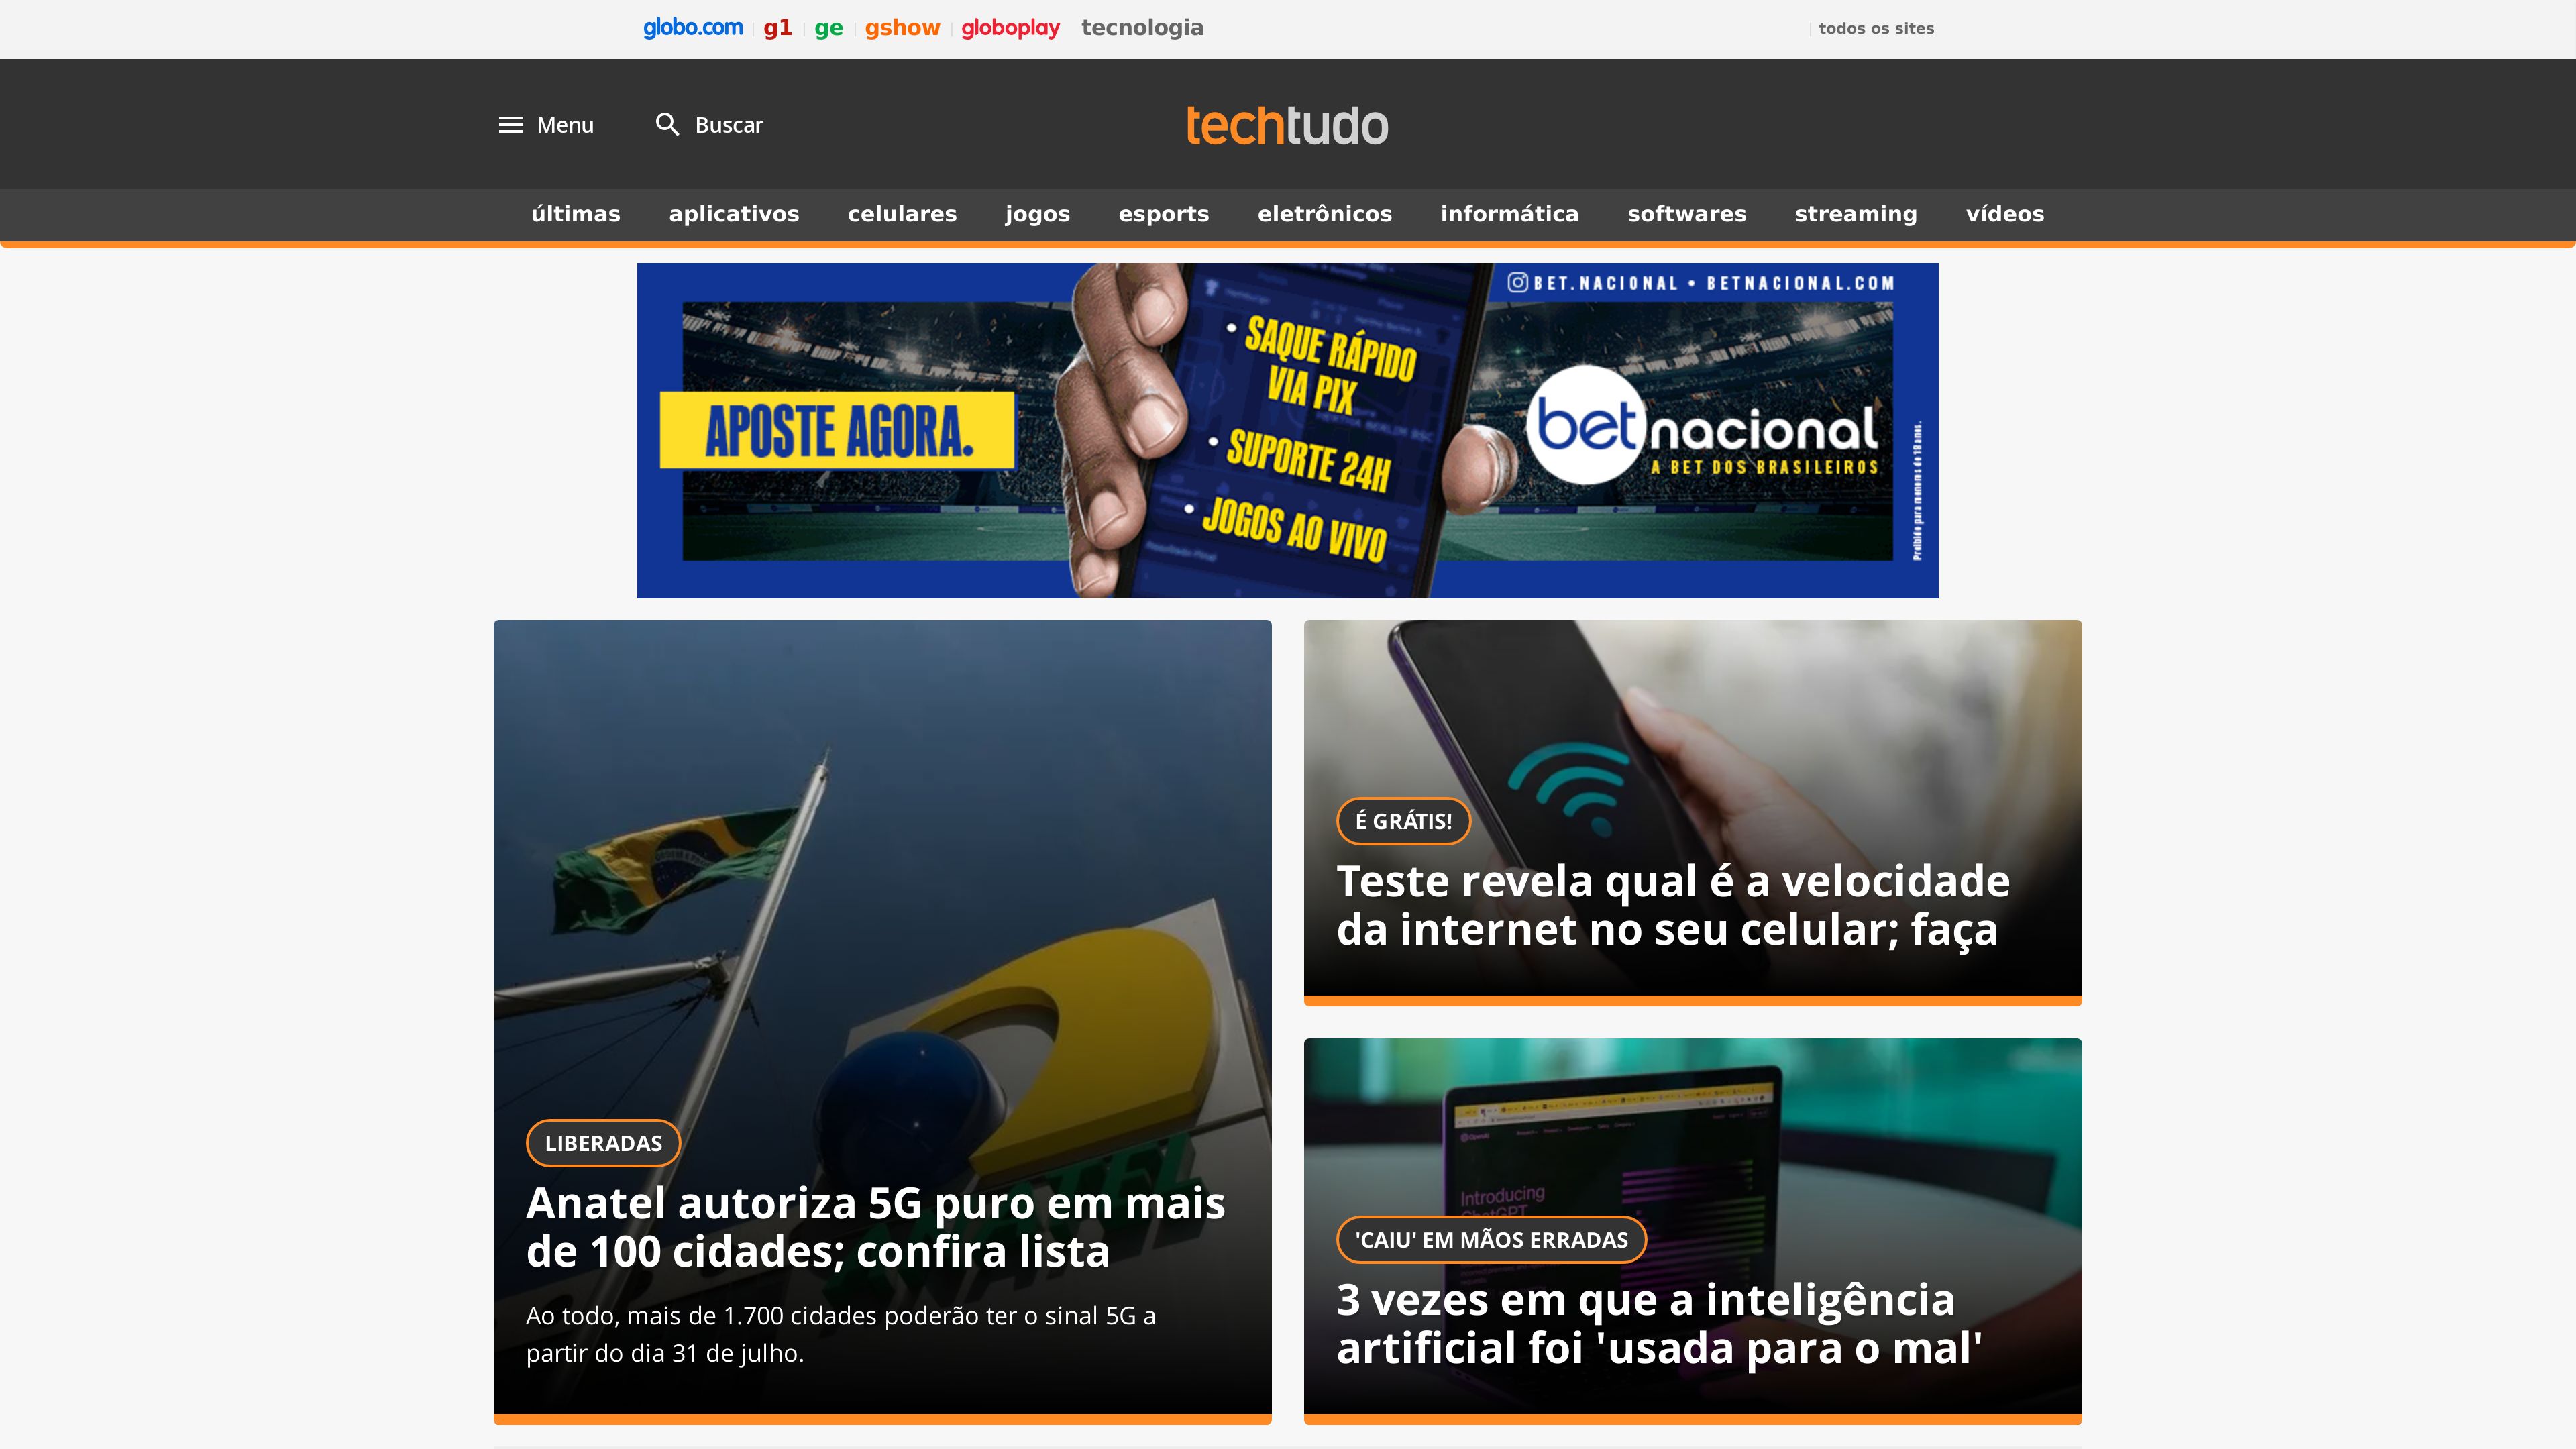 globo.com g1 ge gshow globoplay tecnologia todos os sites
Menu Buscar techtudo
últimas aplicativos celulares jogos esports eletrônicos informática softwares streaming vídeos
BET.NACIONAL • BETNACIONAL.COM
APOSTE AGORA.
• SAQUE RÁPIDO
VIA PIX
• SUPORTE 24H
• JOGOS AO VIVO
betnacional
A BET DOS BRASILEIROS
Proibido para menores de 18 anos.
LIBERADAS
Anatel autoriza 5G puro em mais
de 100 cidades; confira lista
Ao todo, mais de 1.700 cidades poderão ter o sinal 5G a
partir do dia 31 de julho.
ANATEL
É GRÁTIS!
Teste revela qual é a velocidade
da internet no seu celular; faça
OpenAI
Introducing
ChatGPT
'CAIU' EM MÃOS ERRADAS
3 vezes em que a inteligência
artificial foi 'usada para o mal'